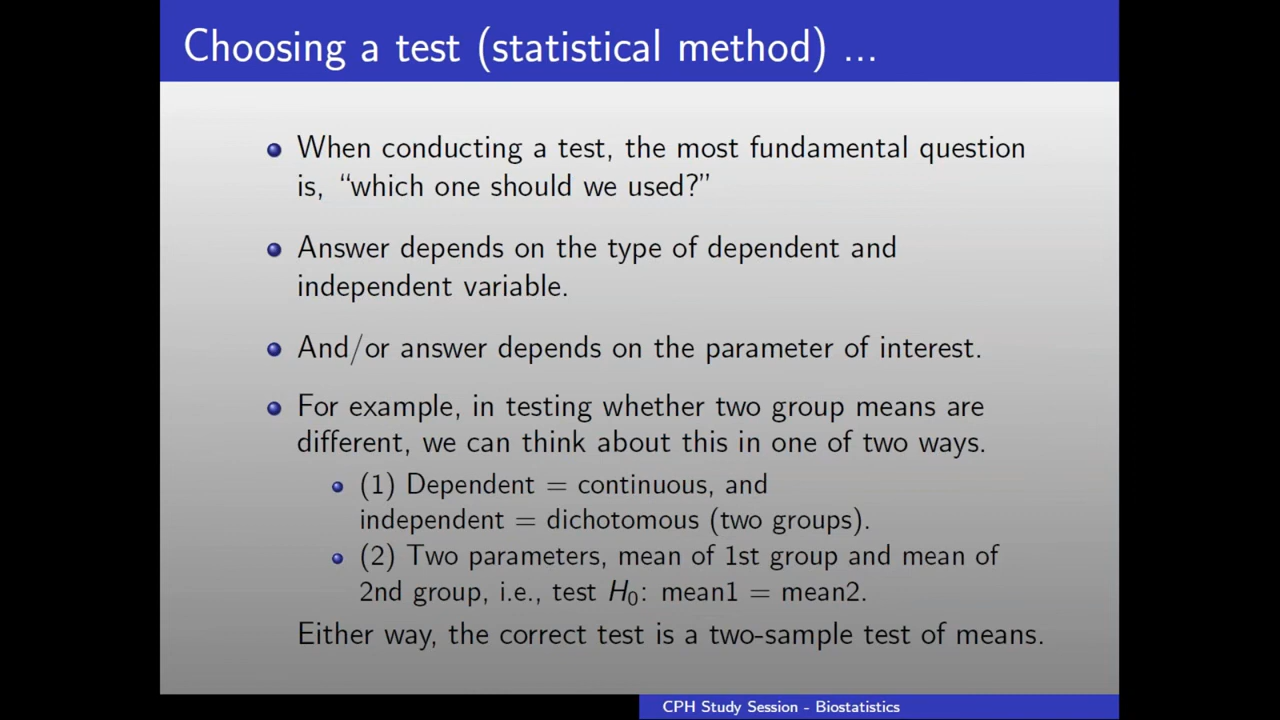 Choosing a test (statistical method) ...
When conducting a test, the most fundamental question
is, “which one should we used?”
Answer depends on the type of dependent and
independent variable.
And/or answer depends on the parameter of interest.
For example, in testing whether two group means are
different, we can think about this in one of two ways.
(1) Dependent = continuous, and
independent = dichotomous (two groups).
(2) Two parameters, mean of 1st group and mean of
2nd group, i.e., test H₀: mean1 = mean2.
Either way, the correct test is a two-sample test of means.
CPH Study Session - Biostatistics